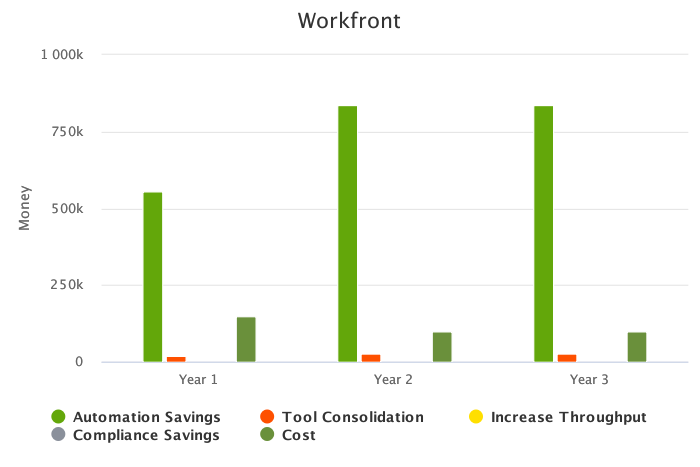 Workfront
1 000k
750k
500k
250k
0
Money
Year 1
Year 2
Year 3
Automation Savings
Tool Consolidation
Increase Throughput
Compliance Savings
Cost